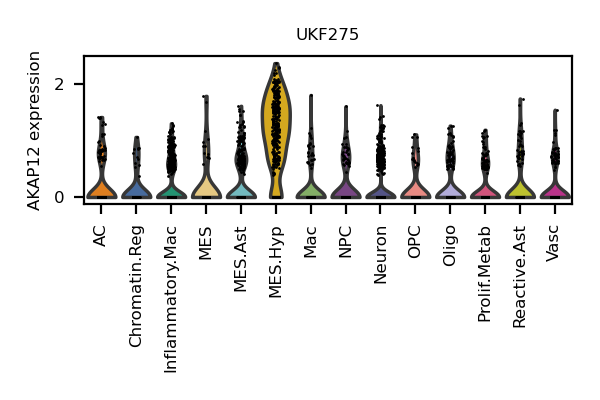 UKF275
AKAP12 expression
2
0
AC
Chromatin.Reg
Inflammatory.Mac
MES
MES.Ast
MES.Hyp
Mac
NPC
Neuron
OPC
Oligo
Prolif.Metab
Reactive.Ast
Vasc